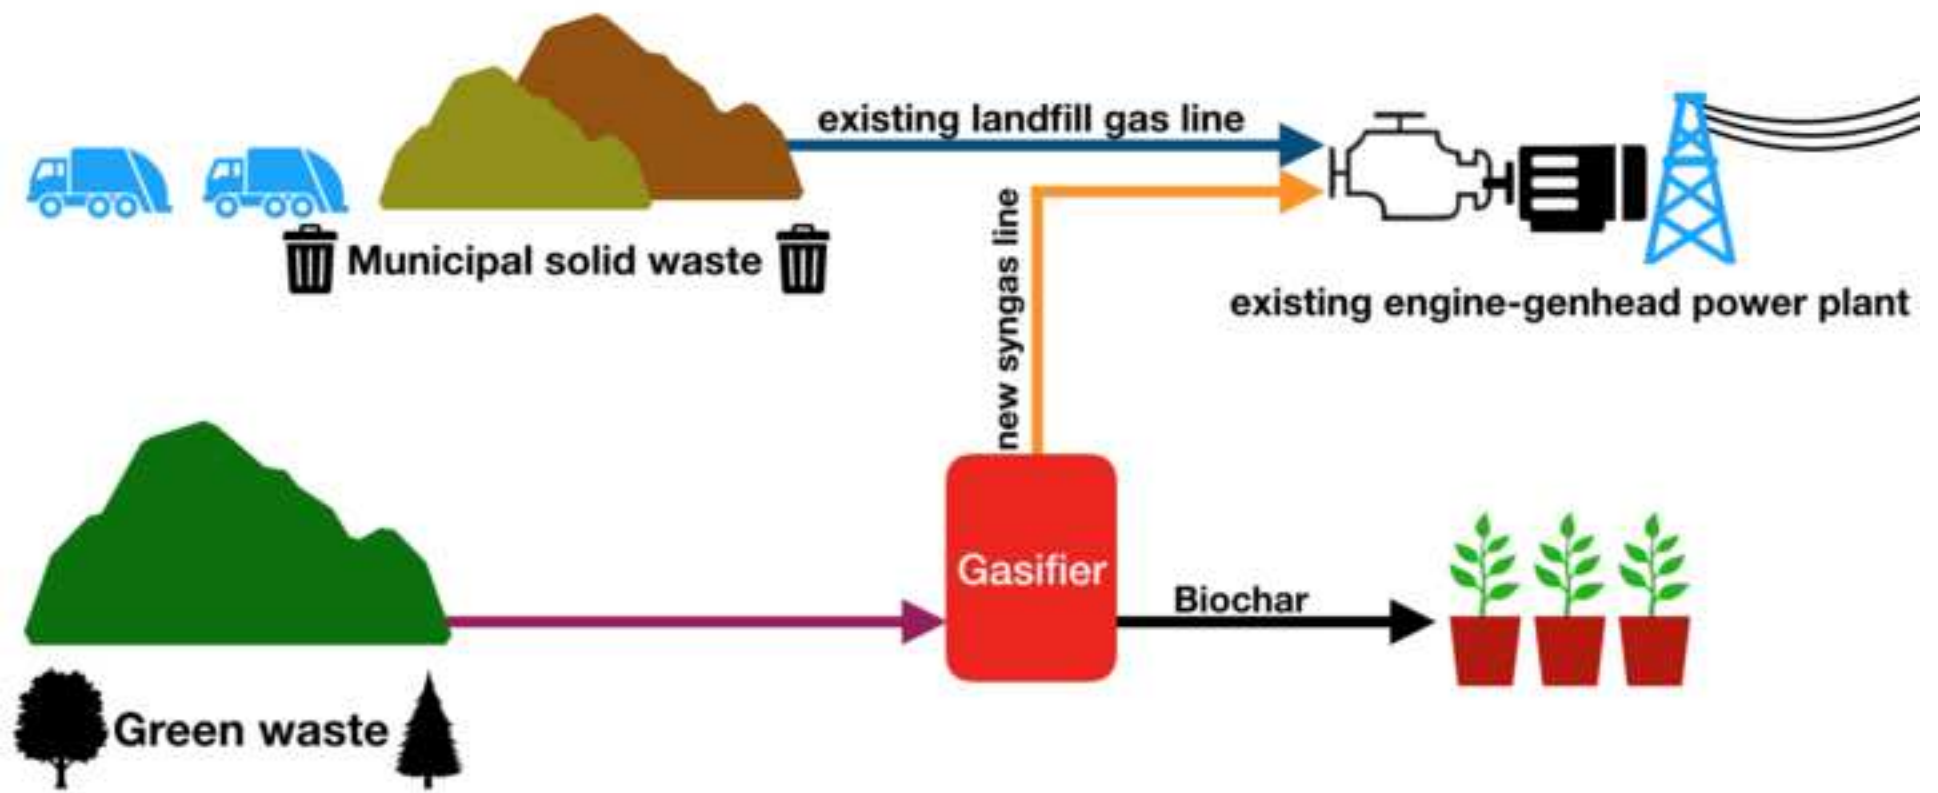 existing landfill gas line
Municipal solid waste
new syngas line
existing engine-genhead power plant
Gasifier
Biochar
Green waste